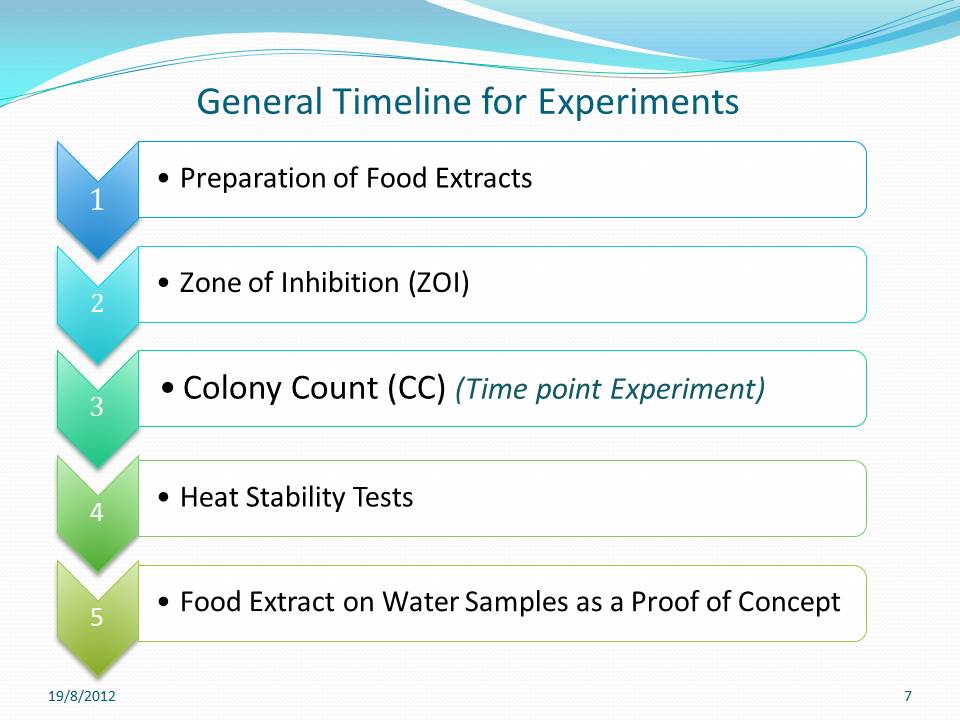 General Timeline for Experiments
1
• Preparation of Food Extracts
2
• Zone of Inhibition (ZOI)
3
• Colony Count (CC) (Time point Experiment)
4
• Heat Stability Tests
5
• Food Extract on Water Samples as a Proof of Concept
19/8/2012
7